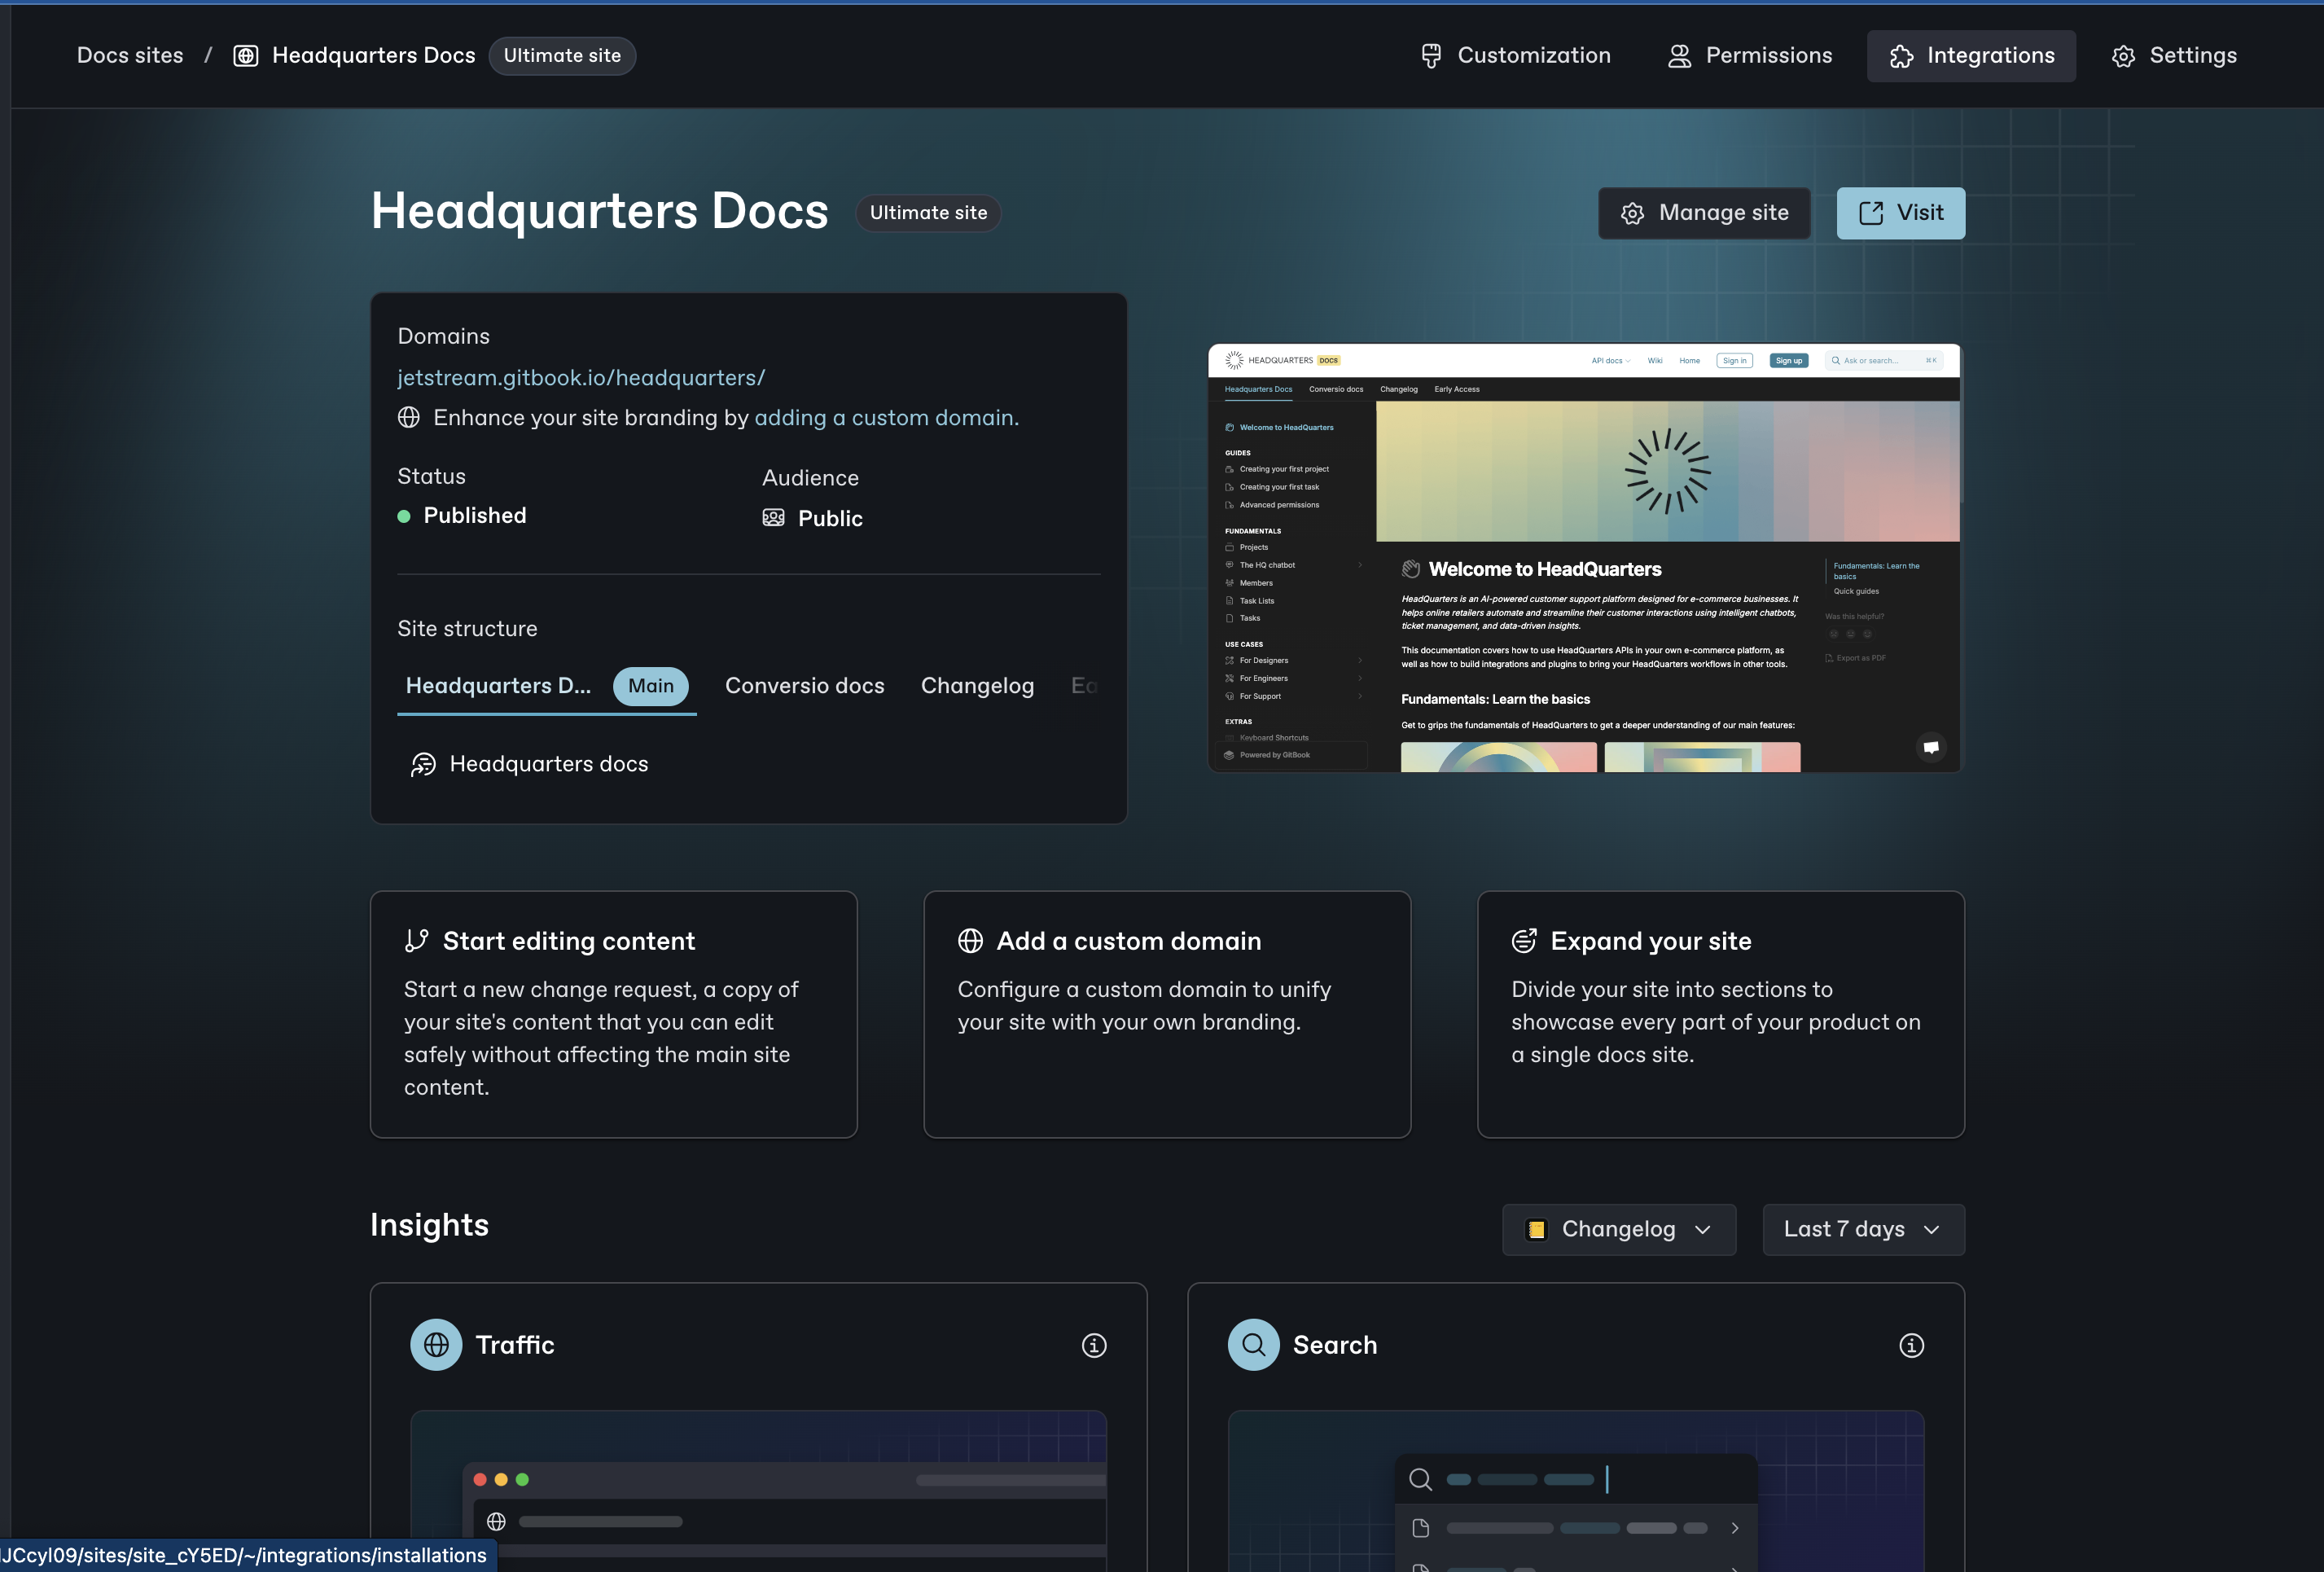 Docs sites / Headquarters Docs Ultimate site
Customization Permissions Integrations Settings
Headquarters Docs Ultimate site
Manage site Visit
Domains
jetstream.gitbook.io/headquarters/
Enhance your site branding by adding a custom domain.
Status
Published
Audience
Public
Site structure
Headquarters D... Main Conversio docs Changelog Ea
Headquarters docs
HEADQUARTERS DOCS
API docs Wiki Home Sign in Sign up Ask or search... ⌘K
Headquarters Docs Conversio docs Changelog Early Access
Welcome to HeadQuarters
GUIDES
Creating your first project
Creating your first task
Advanced permissions
FUNDAMENTALS
Projects
The HQ chatbot
Members
Task Lists
Tasks
USE CASES
For Designers
For Engineers
For Support
EXTRAS
Keyboard Shortcuts
Powered by GitBook
Welcome to HeadQuarters
HeadQuarters is an AI-powered customer support platform designed for e-commerce businesses. It
helps online retailers automate and streamline their customer interactions using intelligent chatbots,
ticket management, and data-driven insights.
This documentation covers how to use HeadQuarters APIs in your own e-commerce platform, as
well as how to build integrations and plugins to bring your HeadQuarters workflows in other tools.
Fundamentals: Learn the basics
Get to grips the fundamentals of HeadQuarters to get a deeper understanding of our main features:
Fundamentals: Learn the
basics
Quick guides
Was this helpful?
Export as PDF
Start editing content
Start a new change request, a copy of
your site's content that you can edit
safely without affecting the main site
content.
Add a custom domain
Configure a custom domain to unify
your site with your own branding.
Expand your site
Divide your site into sections to
showcase every part of your product on
a single docs site.
Insights
Changelog Last 7 days
Traffic
Search
JCcyl09/sites/site_cY5ED/~/integrations/installations